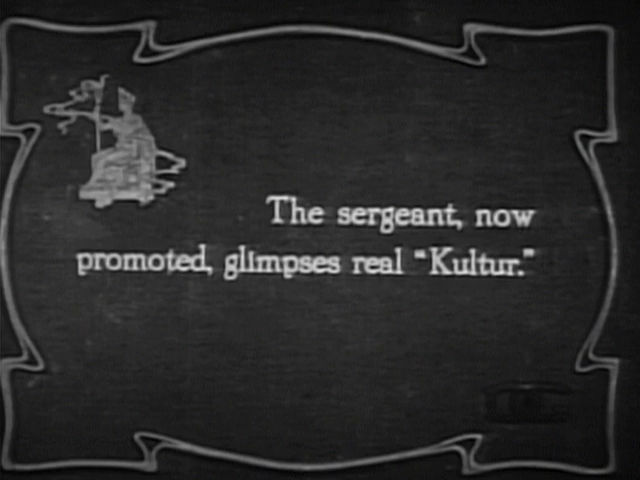 The sergeant, now
promoted, glimpses real "Kultur."